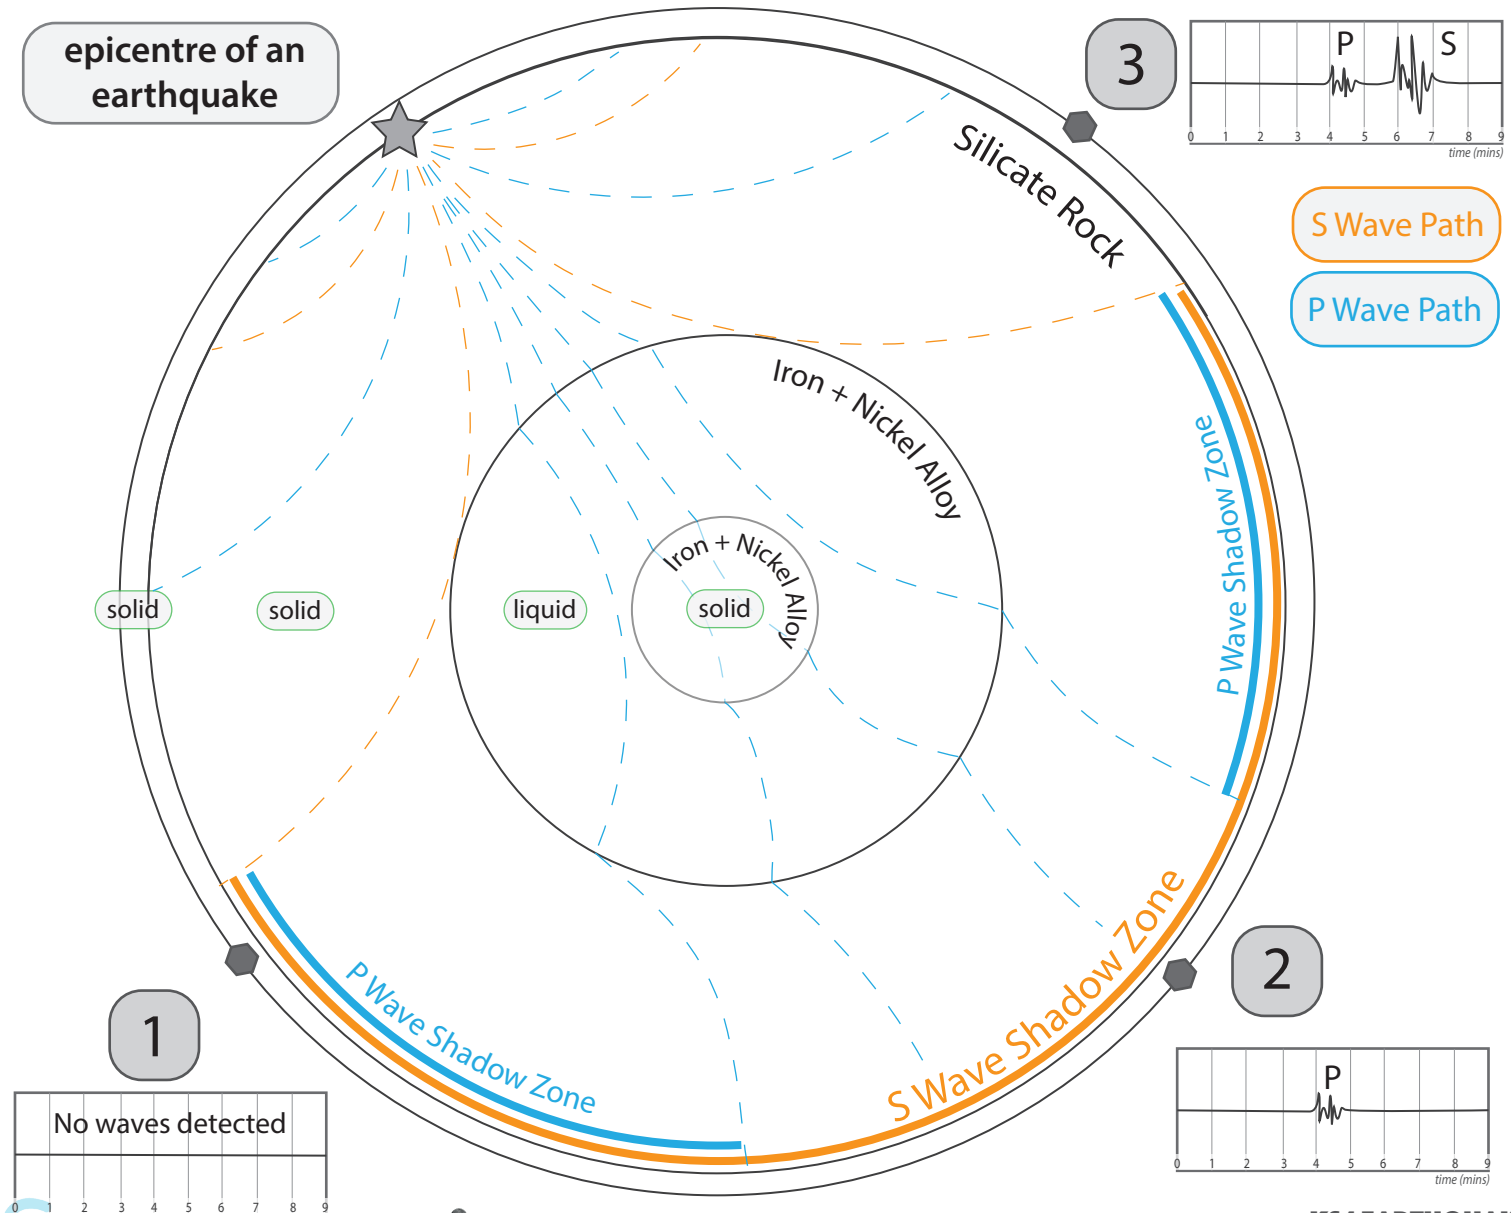 epicentre of an
earthquake
3
P S
0 1 2 3 4 5 6 7 8 9
time (mins)
S Wave Path
P Wave Path
Silicate Rock
Iron + Nickel Alloy
Iron + Nickel Alloy
solid
solid
liquid
solid
P Wave Shadow Zone
P Wave Shadow Zone
S Wave Shadow Zone
1
No waves detected
0 1 2 3 4 5 6 7 8 9
2
P
0 1 2 3 4 5 6 7 8 9
time (mins)